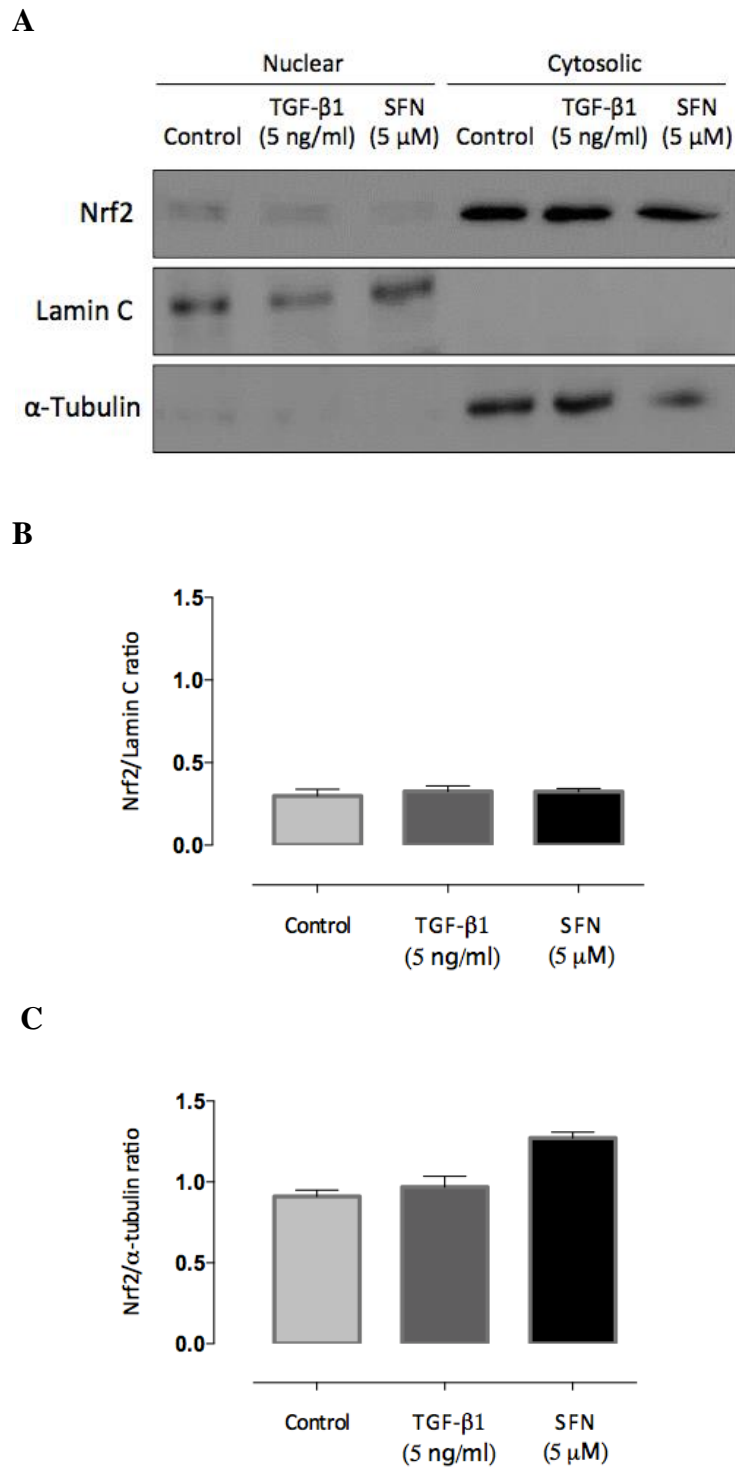 A
Nuclear Cytosolic
TGF-β1 SFN TGF-β1 SFN
Control (5 ng/ml) (5 μM) Control (5 ng/ml) (5 μM)
Nrf2
Lamin C
α-Tubulin
B
Nrf2/Lamin C ratio
1.5
1.0
0.5
0.0
Control TGF-β1 SFN
(5 ng/ml) (5 μM)
C
Nrf2/α-tubulin ratio
1.5
1.0
0.5
0.0
Control TGF-β1 SFN
(5 ng/ml) (5 μM)